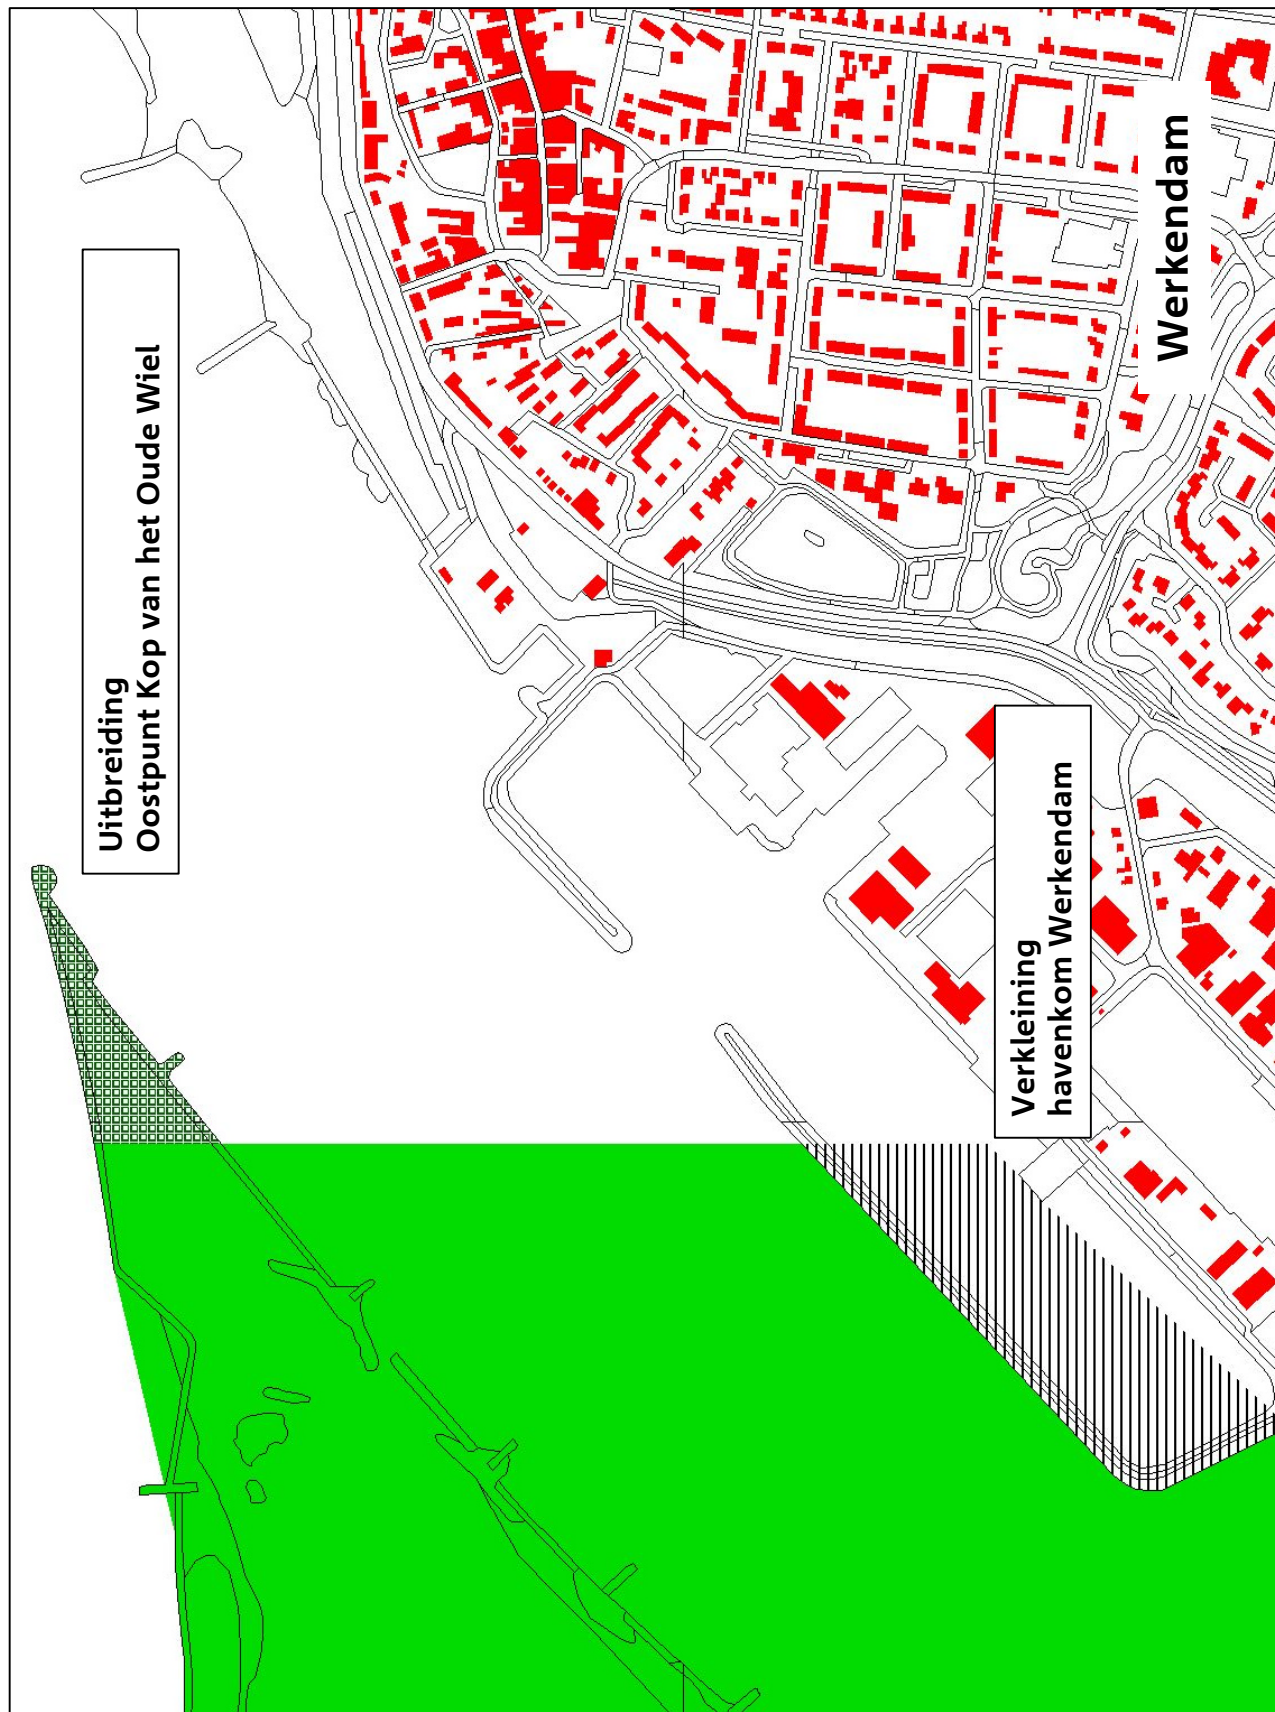 Uitbreiding
Oostpunt Kop van het Oude Wiel
Verkleining
havenkom Werkendam
Werkendam